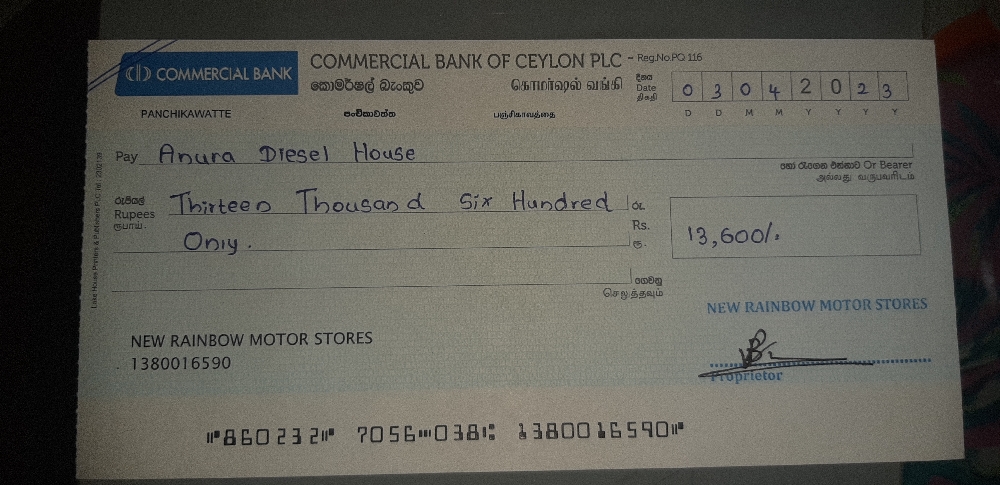 COMMERCIAL BANK
COMMERCIAL BANK OF CEYLON PLC - Reg.No.PQ 116
කොමර්ෂල් බැංකුව கொமர்ஷல் வங்கி
දිනය
Date
திகதி
0 3 0 4 2 0 2 3
D D M M Y Y Y Y
PANCHIKAWATTE පංචිකාවත්ත பஞ்சிகாவத்தை
Pay Anura Diesel House
හෝ රැගෙන එන්නාට Or Bearer
அல்லது வருபவரிடம்
රුපියල්
Rupees
ரூபாய்
Thirteen Thousand Six Hundred
Only.
රු.
Rs.
ரூ.
13,600/-
ගෙවනු
செலுத்தவும்
NEW RAINBOW MOTOR STORES
1380016590
NEW RAINBOW MOTOR STORES
Proprietor
⑈860232⑈ 7056⑉038⑆ 1380016590⑈